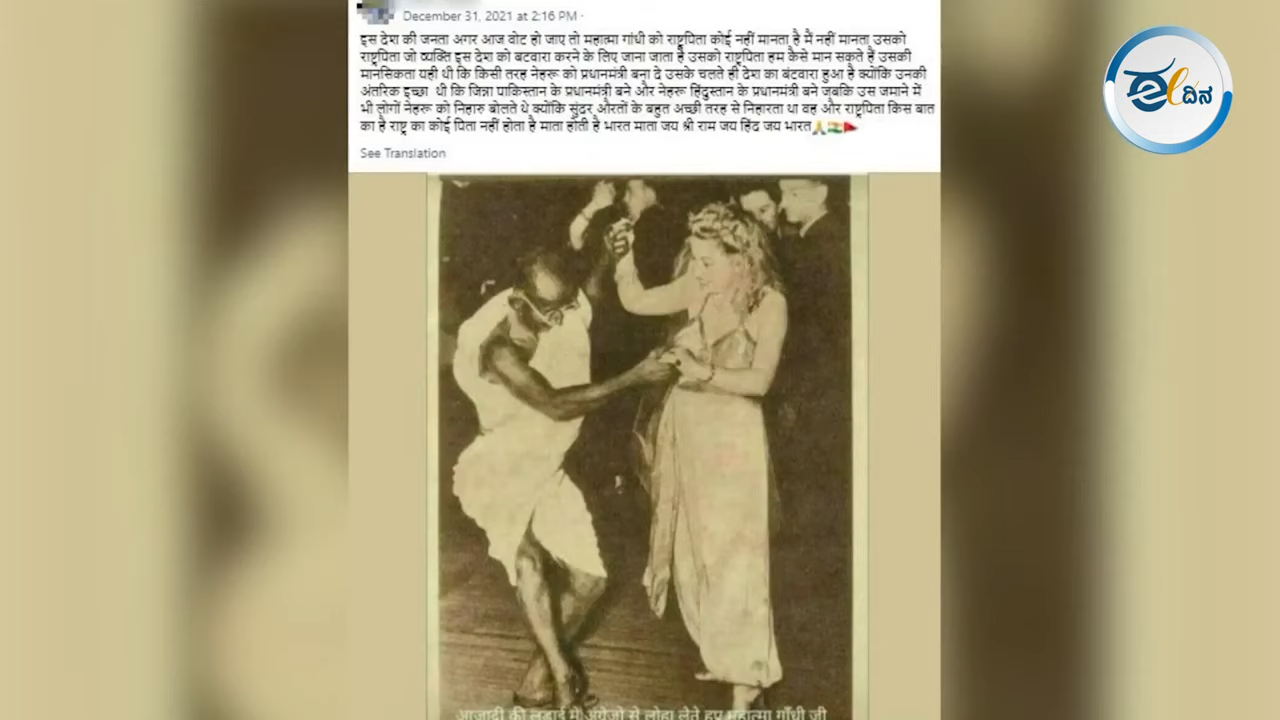 December 31, 2021 at 2:16 PM ·
इस देश की जनता अगर आज वोट हो जाए तो महात्मा गांधी को राष्ट्रपिता कोई नहीं मानता है मैं नहीं मानता उसको
राष्ट्रपिता जो व्यक्ति इस देश को बटवारा करने के लिए जाना जाता है उसको राष्ट्रपिता हम कैसे मान सकते हैं उसकी
मानसिकता यही थी कि किसी तरह नेहरू को प्रधानमंत्री बना दे उसके चलते ही देश का बंटवारा हुआ है क्योंकि उनकी
अंतरिक इच्छा थी कि जिन्ना पाकिस्तान के प्रधानमंत्री बने और नेहरू हिंदुस्तान के प्रधानमंत्री बने जबकि उस जमाने में
भी लोगों नेहरू को निहारु बोलते थे क्योंकि सुंदर औरतों के बहुत अच्छी तरह से निहारता था वह और राष्ट्रपिता किस बात
का है राष्ट्र का कोई पिता नहीं होता है माता होती है भारत माता जय श्री राम जय हिंद जय भारत🙏🇮🇳🚩
See Translation
आजादी की लड़ाई में अंग्रेजो से लोहा लेते हुए महात्मा गाँधी जी
eದಿನ